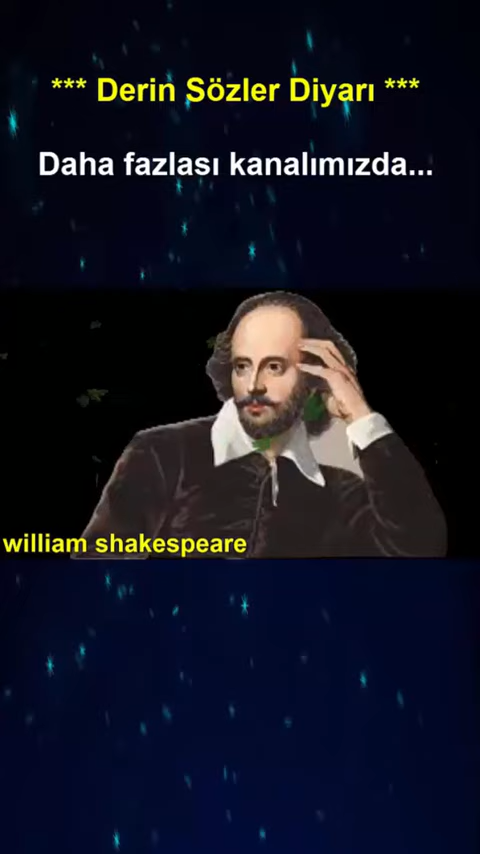 *** Derin Sözler Diyarı ***
Daha fazlası kanalımızda...
william shakespeare